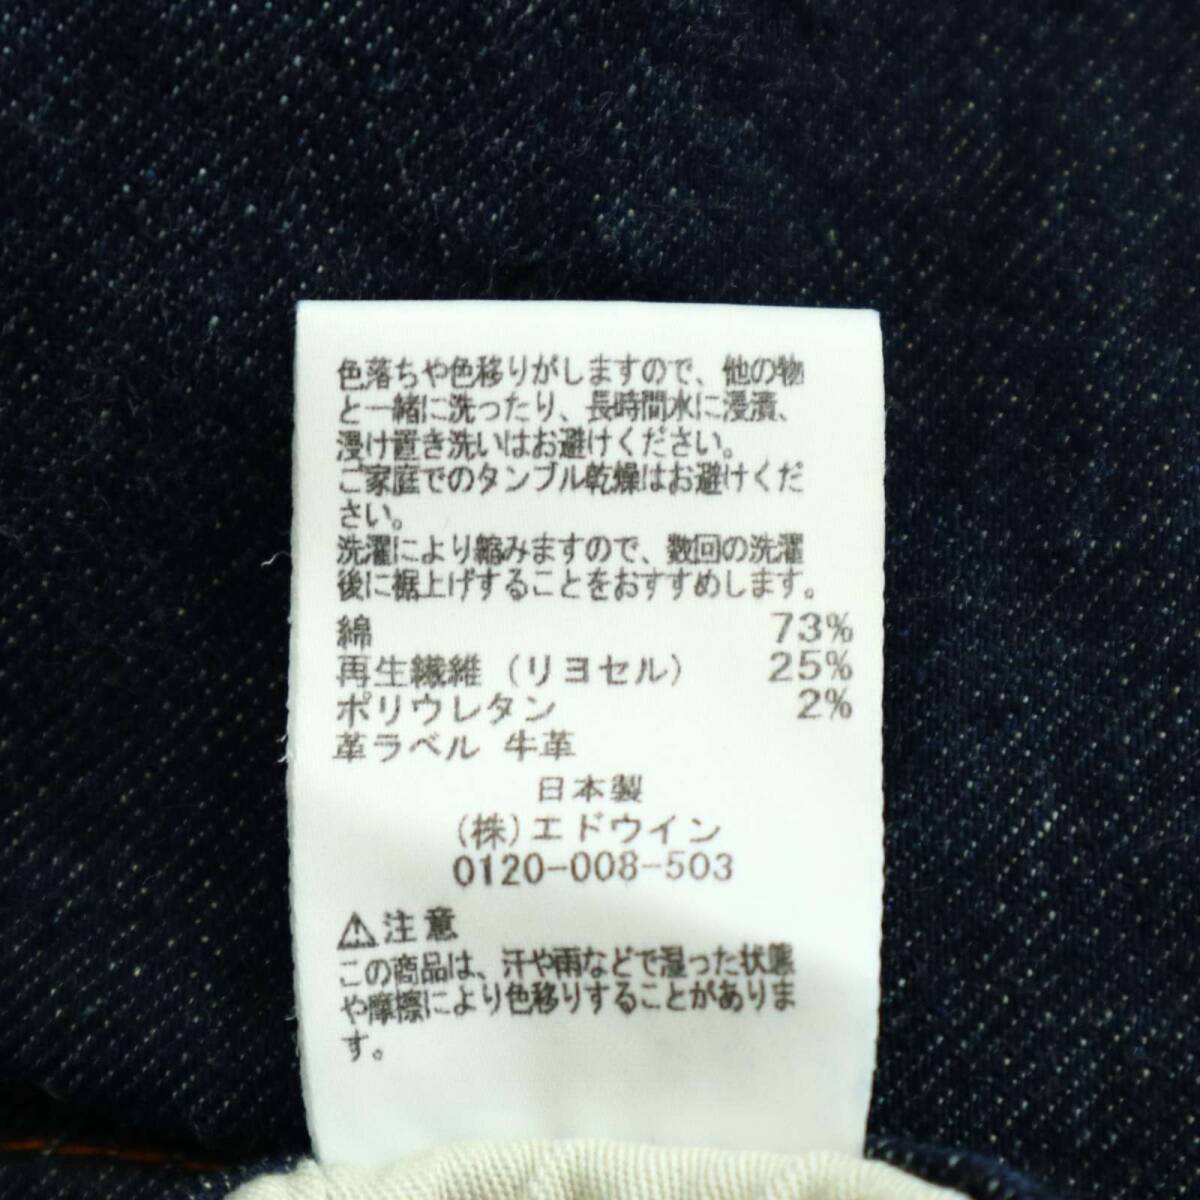 色落ちや色移りがしますので、他の物
と一緒に洗ったり、長時間水に浸漬、
浸け置き洗いはお避けください。
ご家庭でのタンブル乾燥はお避けくだ
さい。
洗濯により縮みますので、数回の洗濯
後に裾上げすることをおすすめします。
綿 73%
再生繊維（リヨセル） 25%
ポリウレタン 2%
革ラベル 牛革
日本製
(株)エドウイン
0120-008-503
⚠注意
この商品は、汗や雨などで湿った状態
や摩擦により色移りすることがありま
す。